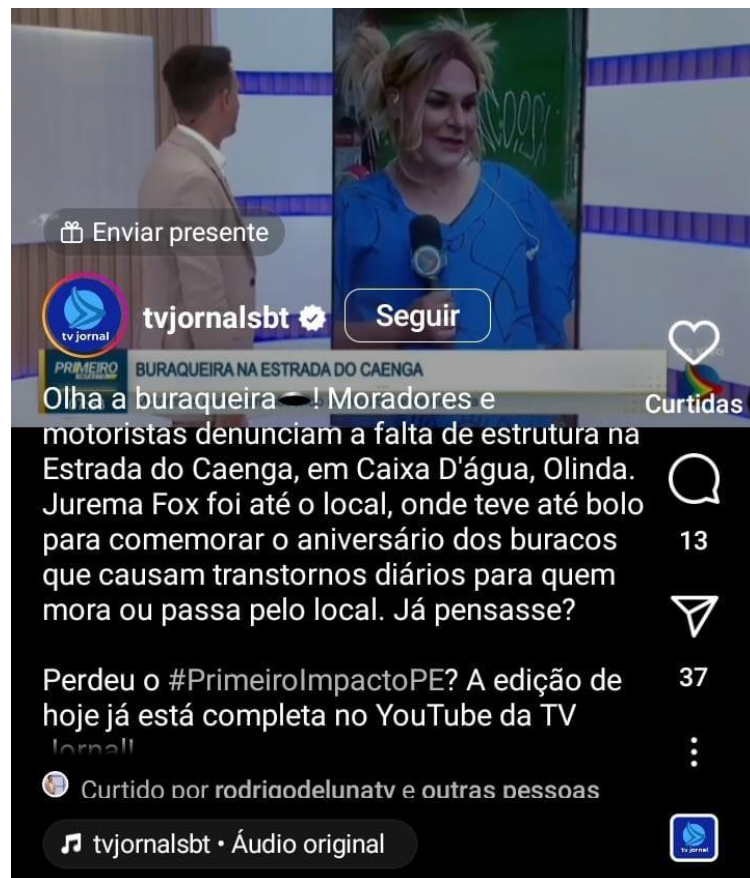 Enviar presente
tvjornalsbt
Seguir
tv jornal
PRIMEIRO
BURAQUEIRA NA ESTRADA DO CAENGA
Olha a buraqueira🕳️! Moradores e
motoristas denunciam a falta de estrutura na
Estrada do Caenga, em Caixa D'água, Olinda.
Jurema Fox foi até o local, onde teve até bolo
para comemorar o aniversário dos buracos
que causam transtornos diários para quem
mora ou passa pelo local. Já pensasse?
Perdeu o #PrimeiroImpactoPE? A edição de
hoje já está completa no YouTube da TV
Jornal!
Curtidas
13
37
Curtido por rodrigodelunatv e outras pessoas
tvjornalsbt • Áudio original
tv jornal